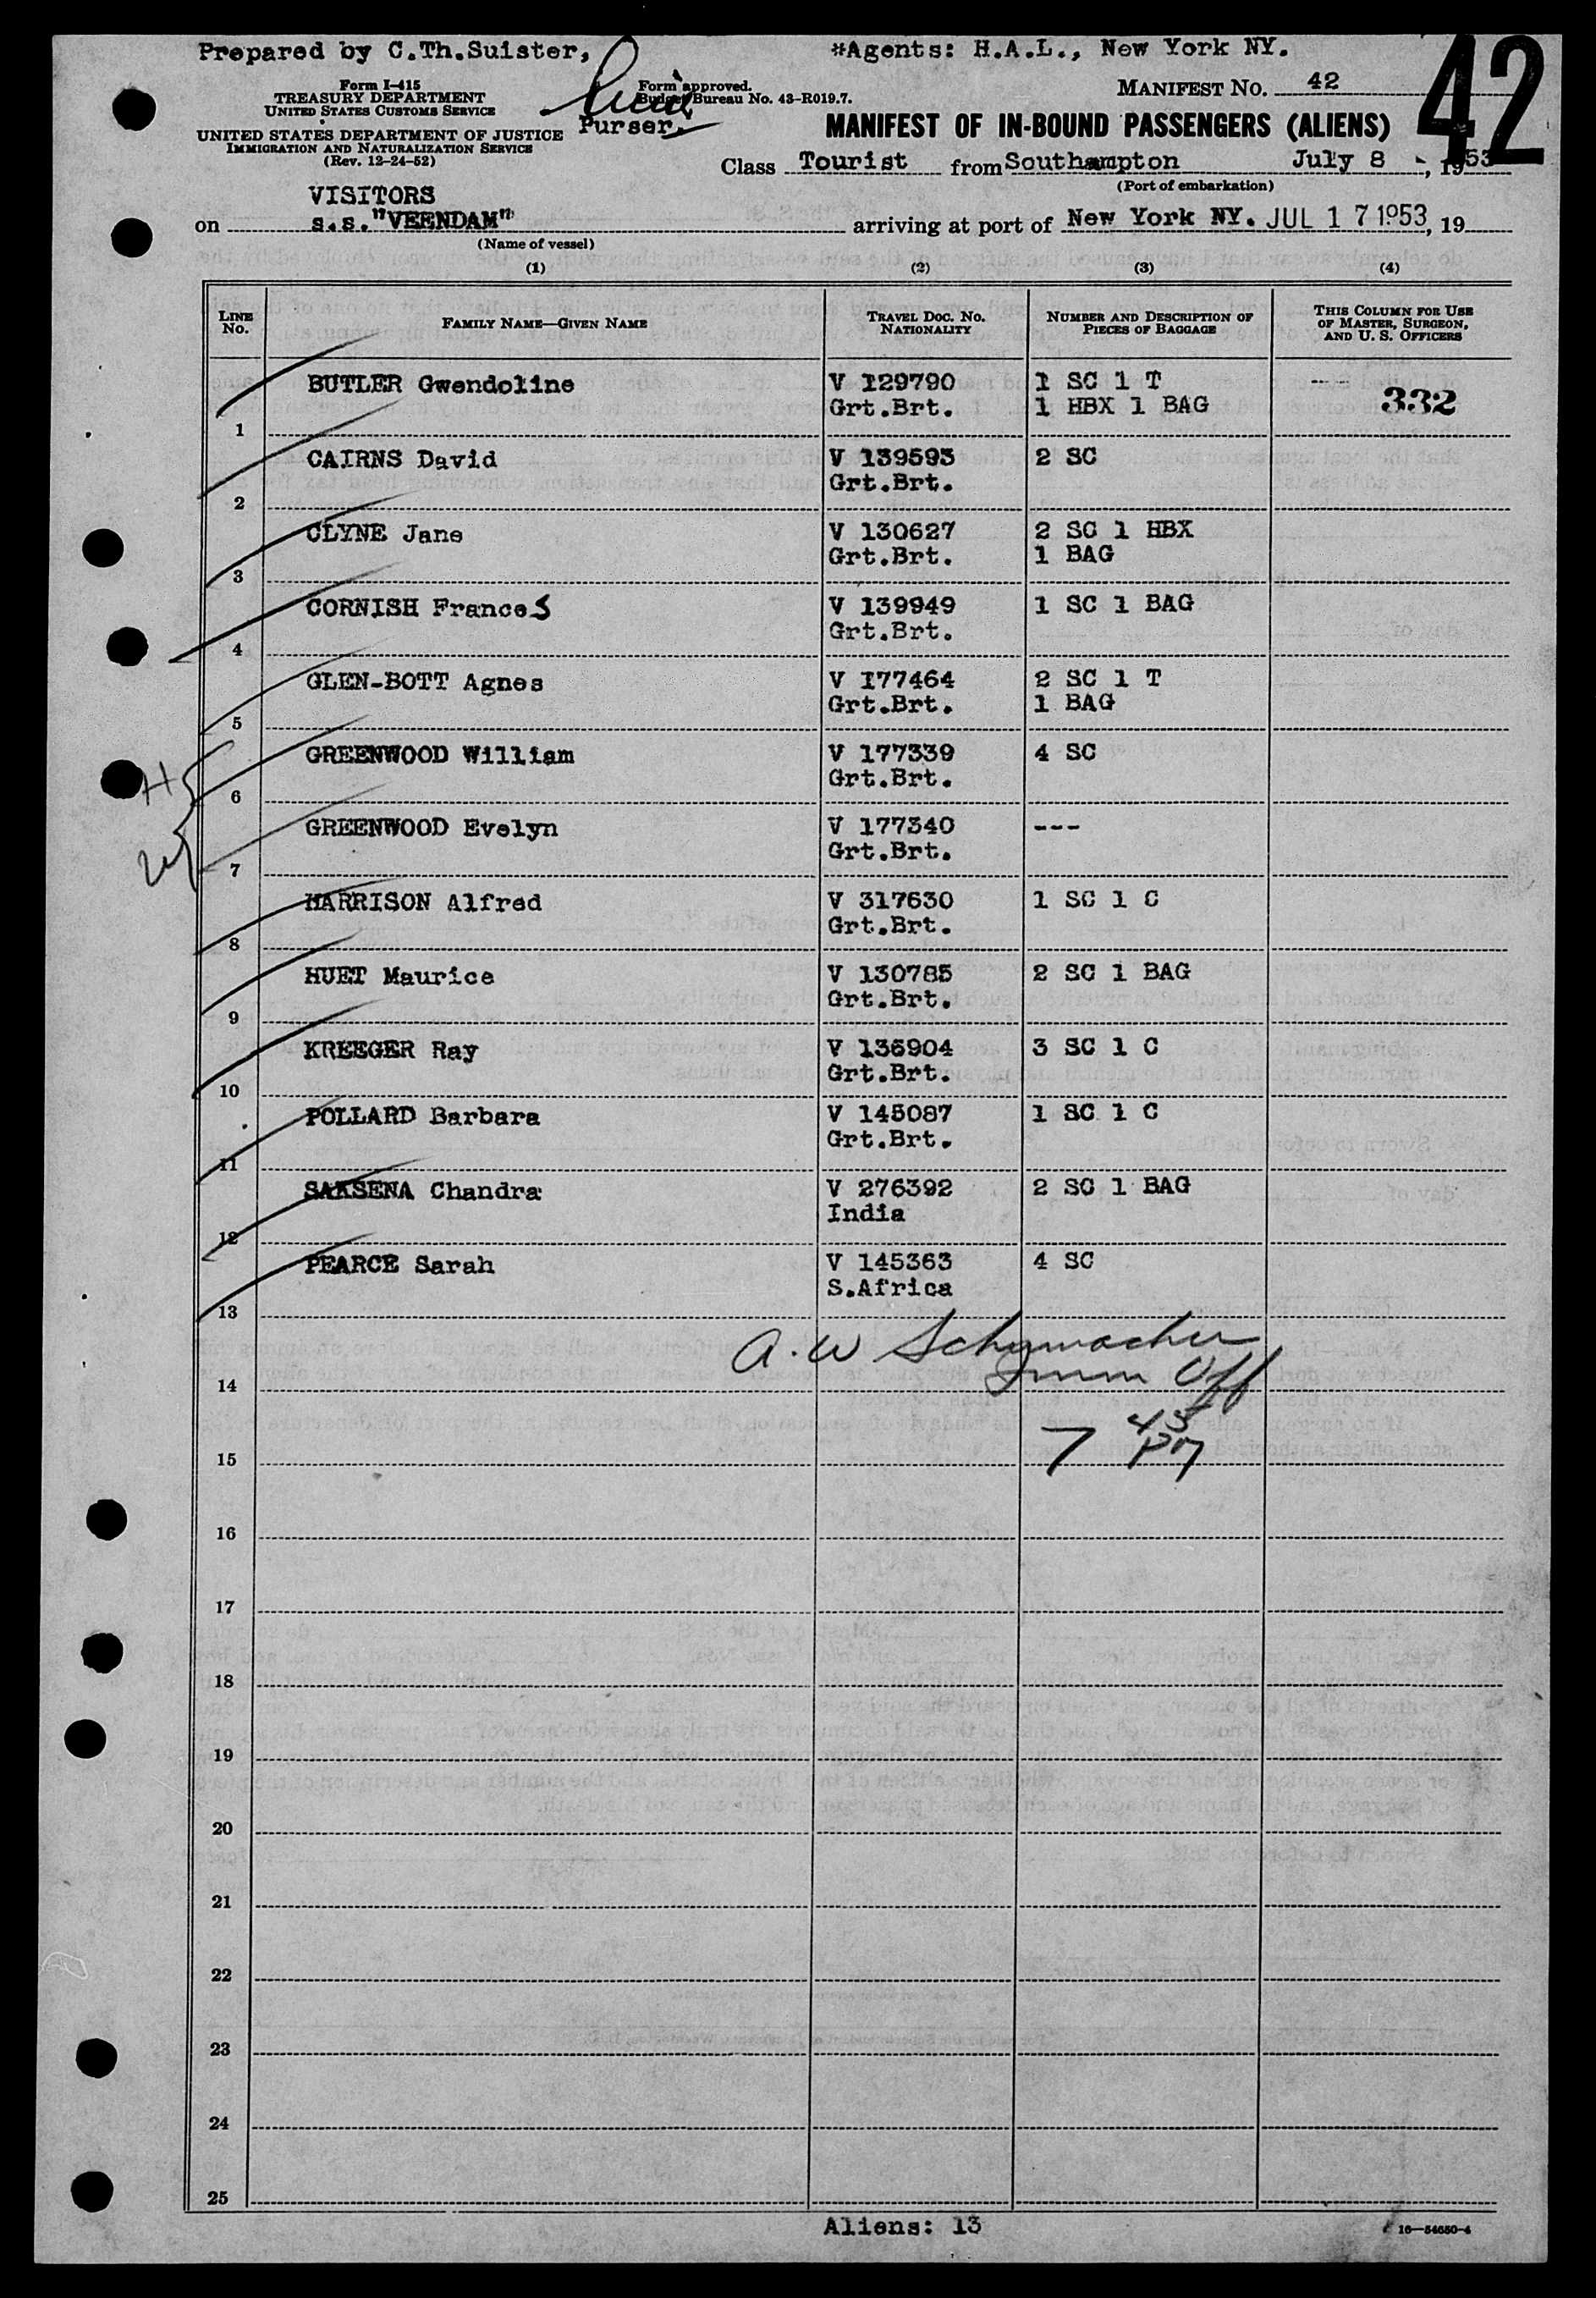 Prepared by C.Th.Suister,
*Agents: H.A.L., New York NY.
42
Form I-415
TREASURY DEPARTMENT
UNITED STATES CUSTOMS SERVICE
UNITED STATES DEPARTMENT OF JUSTICE
IMMIGRATION AND NATURALIZATION SERVICE
(Rev. 12-24-52)
Form approved.
Budget Bureau No. 43-R019.7.
Purser.
MANIFEST No. 42
MANIFEST OF IN-BOUND PASSENGERS (ALIENS)
Class Tourist from Southampton July 8 - , 1953
(Port of embarkation)
VISITORS
on s.s. "VEENDAM" arriving at port of New York NY. JUL 17 1953, 19
(Name of vessel)
(1) (2) (3) (4)
LINE No. FAMILY NAME—GIVEN NAME TRAVEL DOC. NO. NATIONALITY NUMBER AND DESCRIPTION OF PIECES OF BAGGAGE THIS COLUMN FOR USE OF MASTER, SURGEON, AND U. S. OFFICERS
BUTLER Gwendoline V 129790 1 SC 1 T 332
1 Grt.Brt. 1 HBX 1 BAG
CAIRNS David V 139593 2 SC
2 Grt.Brt.
CLYNE Jane V 130627 2 SC 1 HBX
3 Grt.Brt. 1 BAG
CORNISH Frances V 139949 1 SC 1 BAG
4 Grt.Brt.
GLEN-BOTT Agnes V 177464 2 SC 1 T
5 Grt.Brt. 1 BAG
GREENWOOD William V 177339 4 SC
6 Grt.Brt.
GREENWOOD Evelyn V 177340 ---
7 Grt.Brt.
HARRISON Alfred V 317630 1 SC 1 C
8 Grt.Brt.
HUET Maurice V 130785 2 SC 1 BAG
9 Grt.Brt.
KREEGER Ray V 136904 3 SC 1 C
10 Grt.Brt.
POLLARD Barbara V 145087 1 SC 1 C
11 Grt.Brt.
SAKSENA Chandra V 276392 2 SC 1 BAG
12 India
PEARCE Sarah V 145363 4 SC
13 S.Africa
A. W Schumacher
Imm Off
14
7 45 PM
15
16
17
18
19
20
21
22
23
24
25
Aliens: 13
16—54650-4